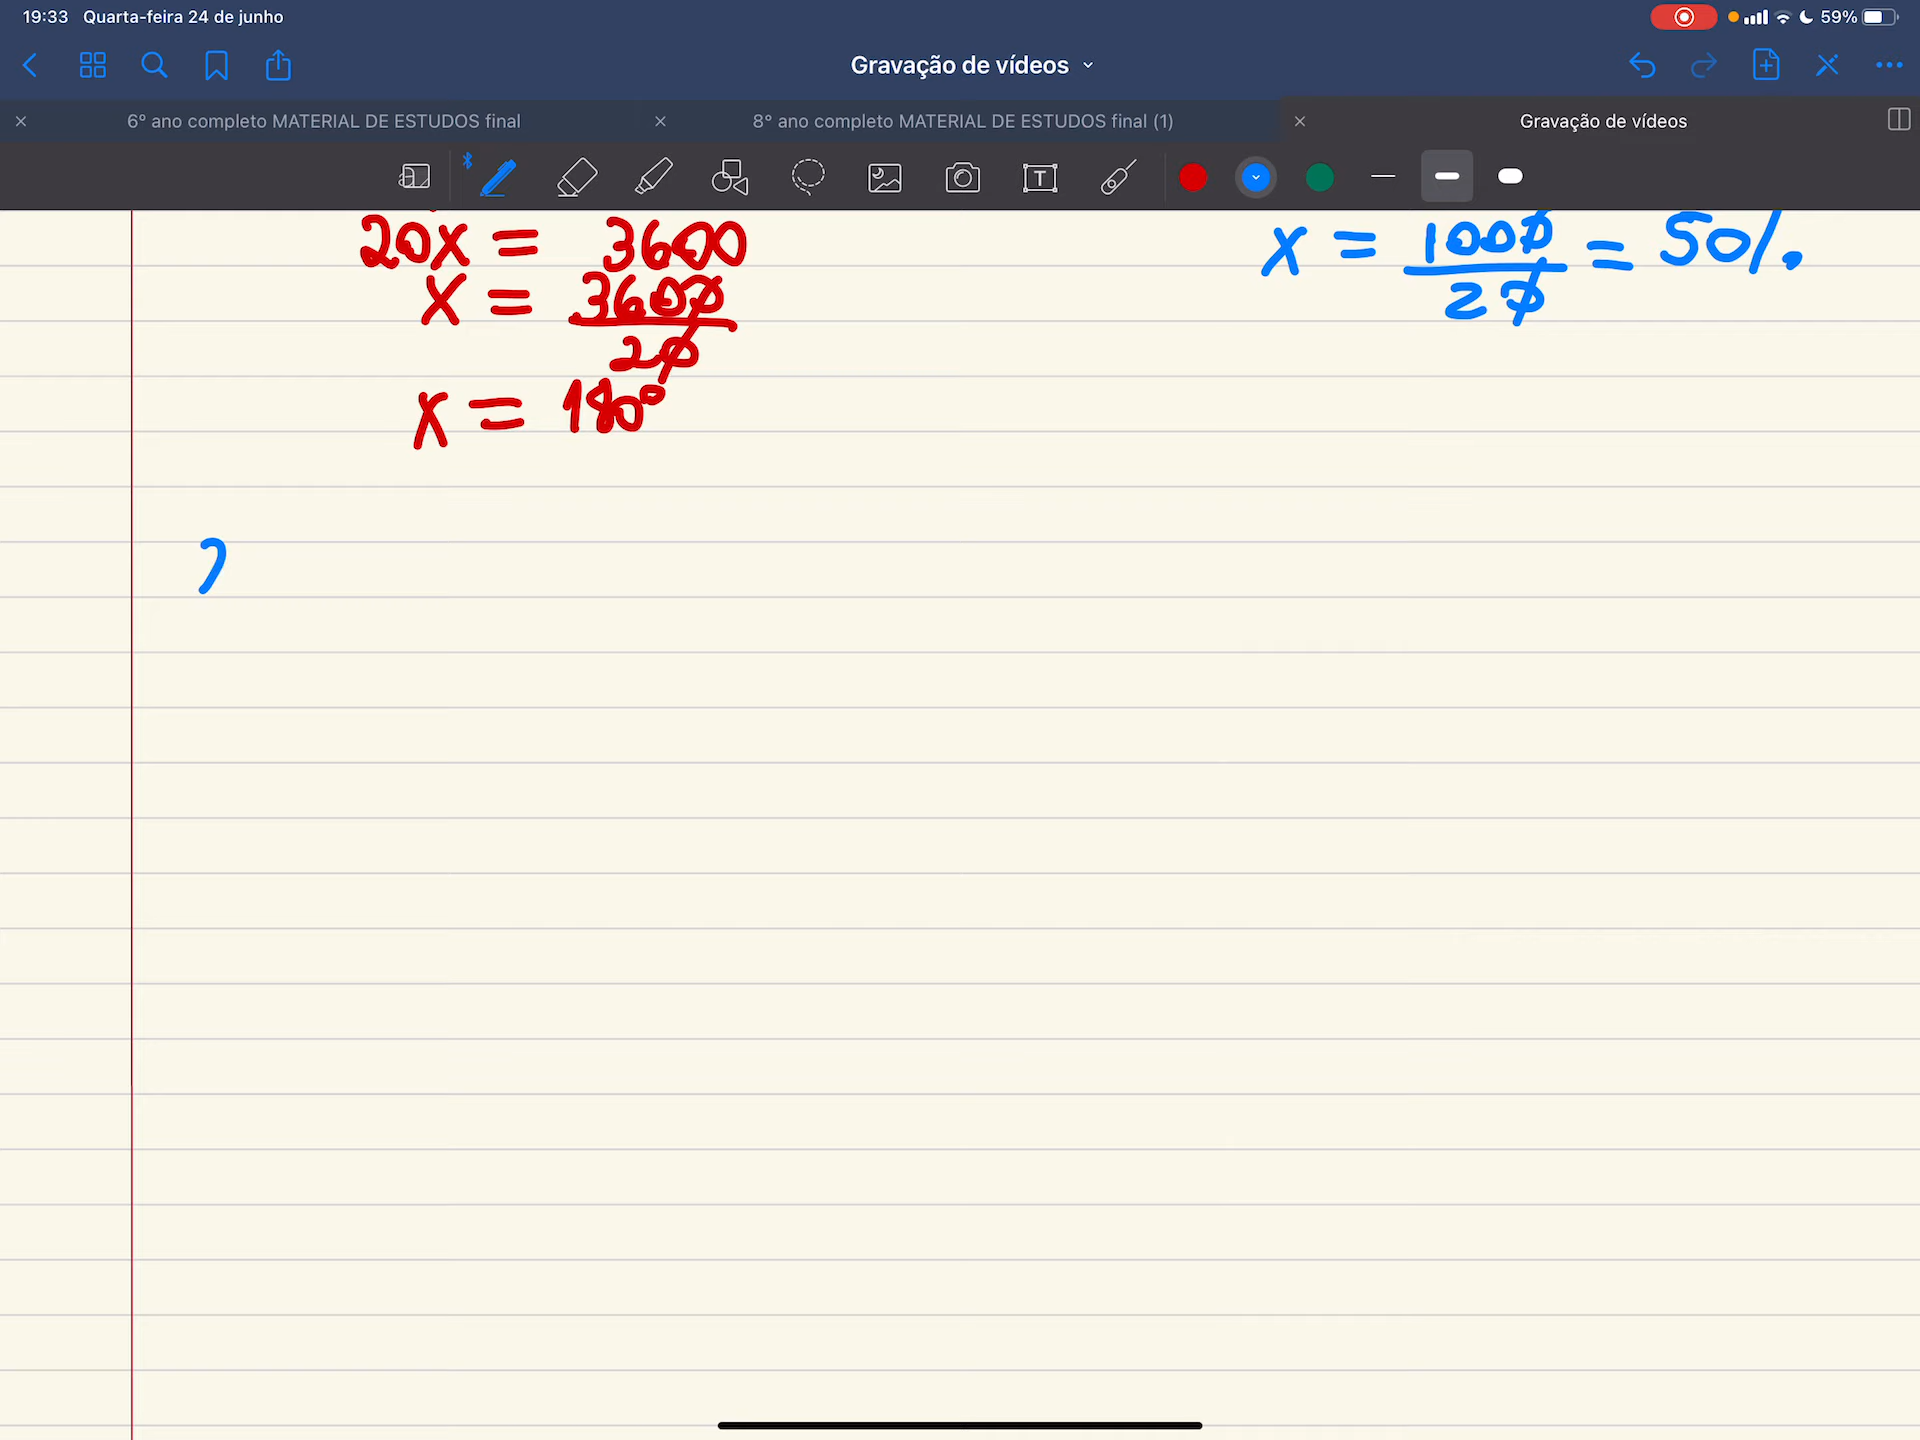 19:33 Quarta-feira 24 de junho 59%
Gravação de vídeos
6º ano completo MATERIAL DE ESTUDOS final 8º ano completo MATERIAL DE ESTUDOS final (1) Gravação de vídeos
20x = 3600
x = 3600/20
x = 180°
x = 1000/20 = 50%